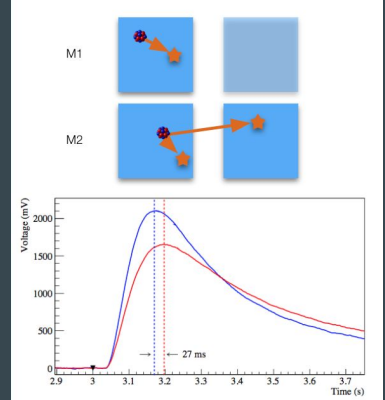 M1
M2
Voltage (mV)
2000
1500
1000
500
0
27 ms
2.9 3 3.1 3.2 3.3 3.4 3.5 3.6 3.7
Time (s)